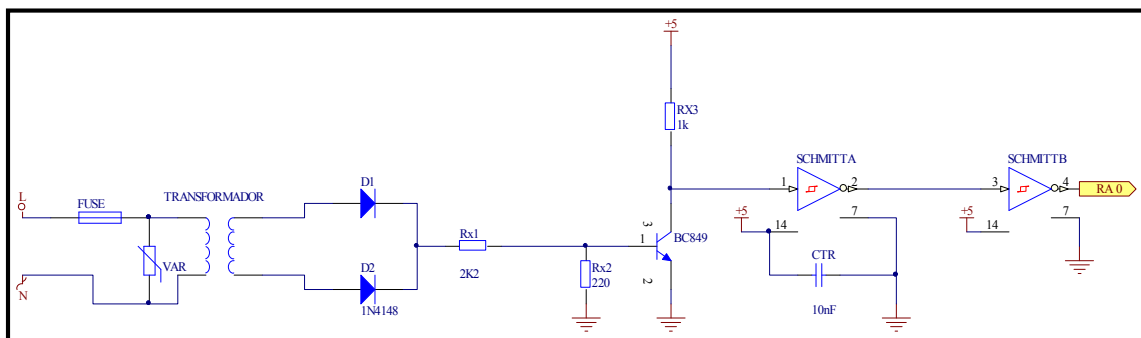 +5
RX3
1k
SCHMITTA
SCHMITTB
1
2
3
4
RA 0
L
FUSE
TRANSFORMADOR
D1
+5
14
7
+5
14
7
3
1
BC849
2
Rx1
2K2
VAR
D2
1N4148
Rx2
220
CTR
10nF
N